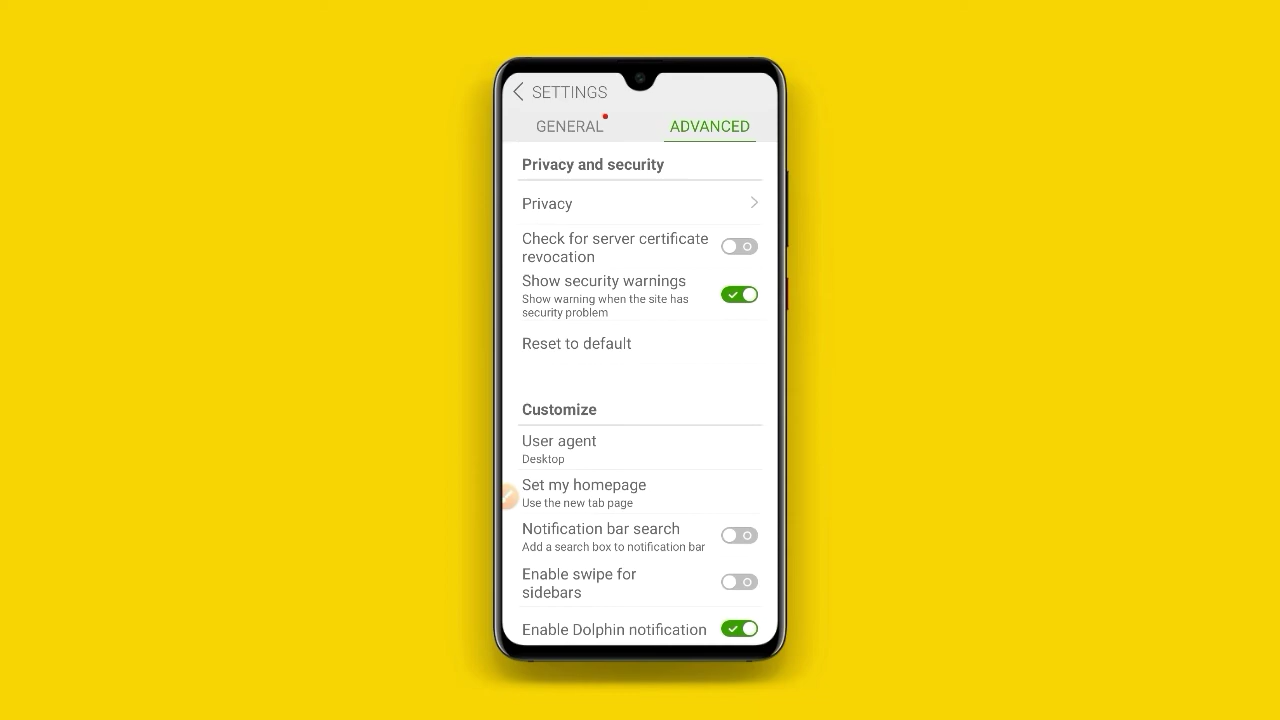 SETTINGS
GENERAL
ADVANCED
Privacy and security
Privacy
Check for server certificate
revocation
Show security warnings
Show warning when the site has
security problem
Reset to default
Customize
User agent
Desktop
Set my homepage
Use the new tab page
Notification bar search
Add a search box to notification bar
Enable swipe for
sidebars
Enable Dolphin notification